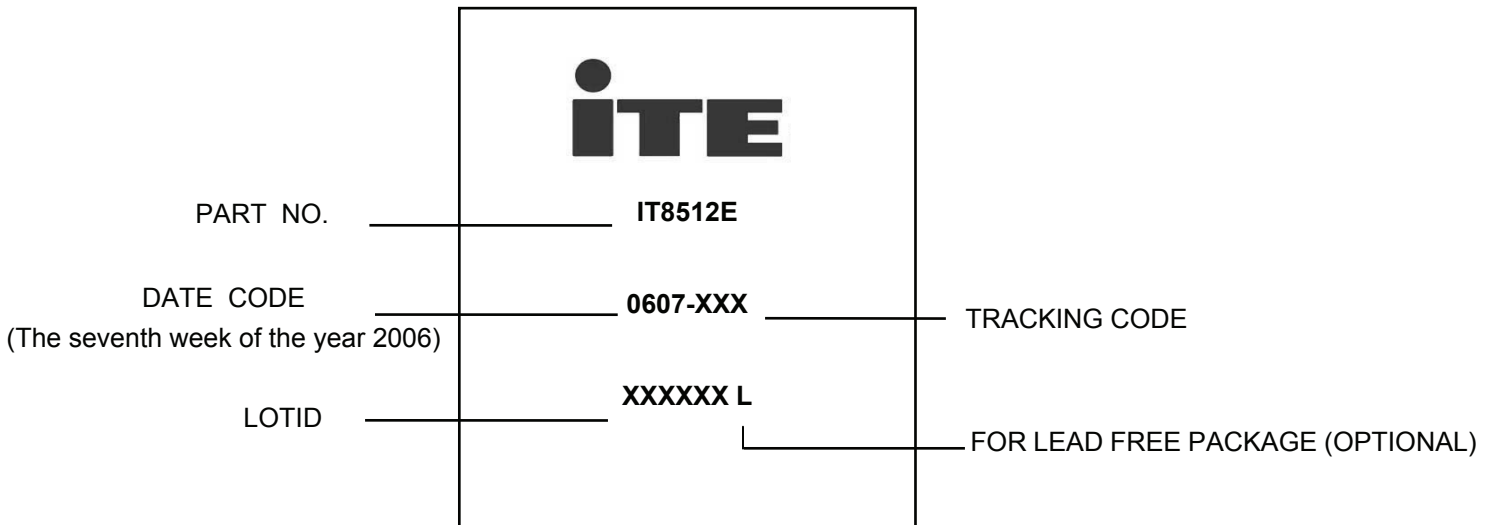 iTE
PART NO. IT8512E
DATE CODE 0607-XXX TRACKING CODE
(The seventh week of the year 2006)
LOTID XXXXXX L
FOR LEAD FREE PACKAGE (OPTIONAL)